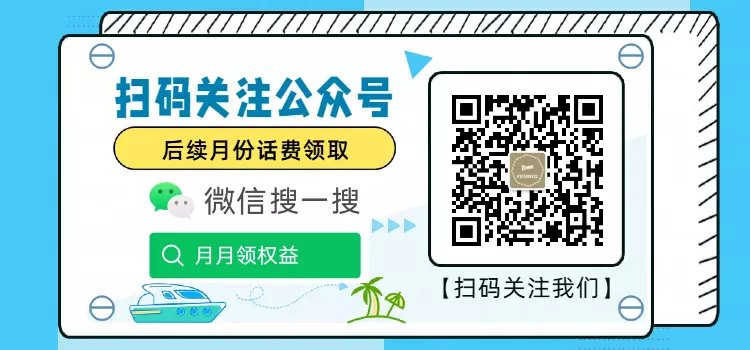 扫码关注公众号
后续月份话费领取
微信搜一搜
月月领权益
【扫码关注我们】